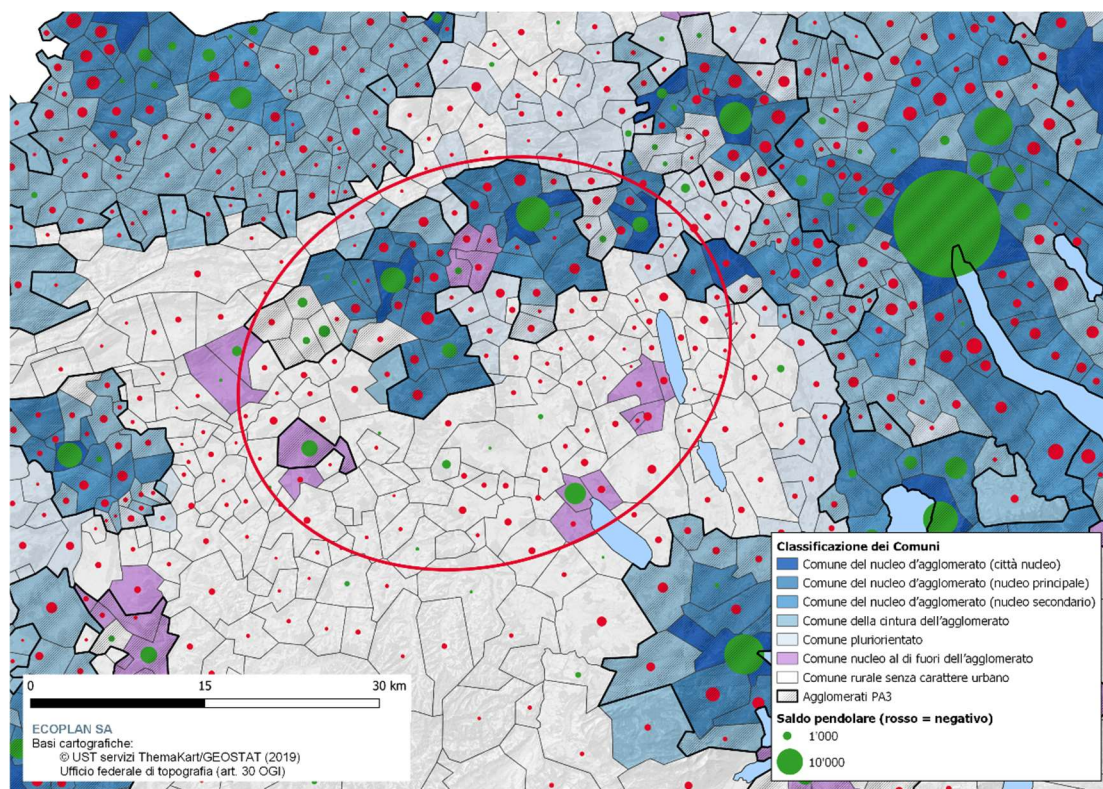 Classificazione dei Comuni
Comune del nucleo d'agglomerato (città nucleo)
Comune del nucleo d'agglomerato (nucleo principale)
Comune del nucleo d'agglomerato (nucleo secondario)
Comune della cintura dell'agglomerato
Comune pluriorientato
Comune nucleo al di fuori dell'agglomerato
Comune rurale senza carattere urbano
Agglomerati PA3
Saldo pendolare (rosso = negativo)
1'000
10'000
0 15 30 km
ECOPLAN SA
Basi cartografiche:
© UST servizi ThemaKart/GEOSTAT (2019)
Ufficio federale di topografia (art. 30 OGI)